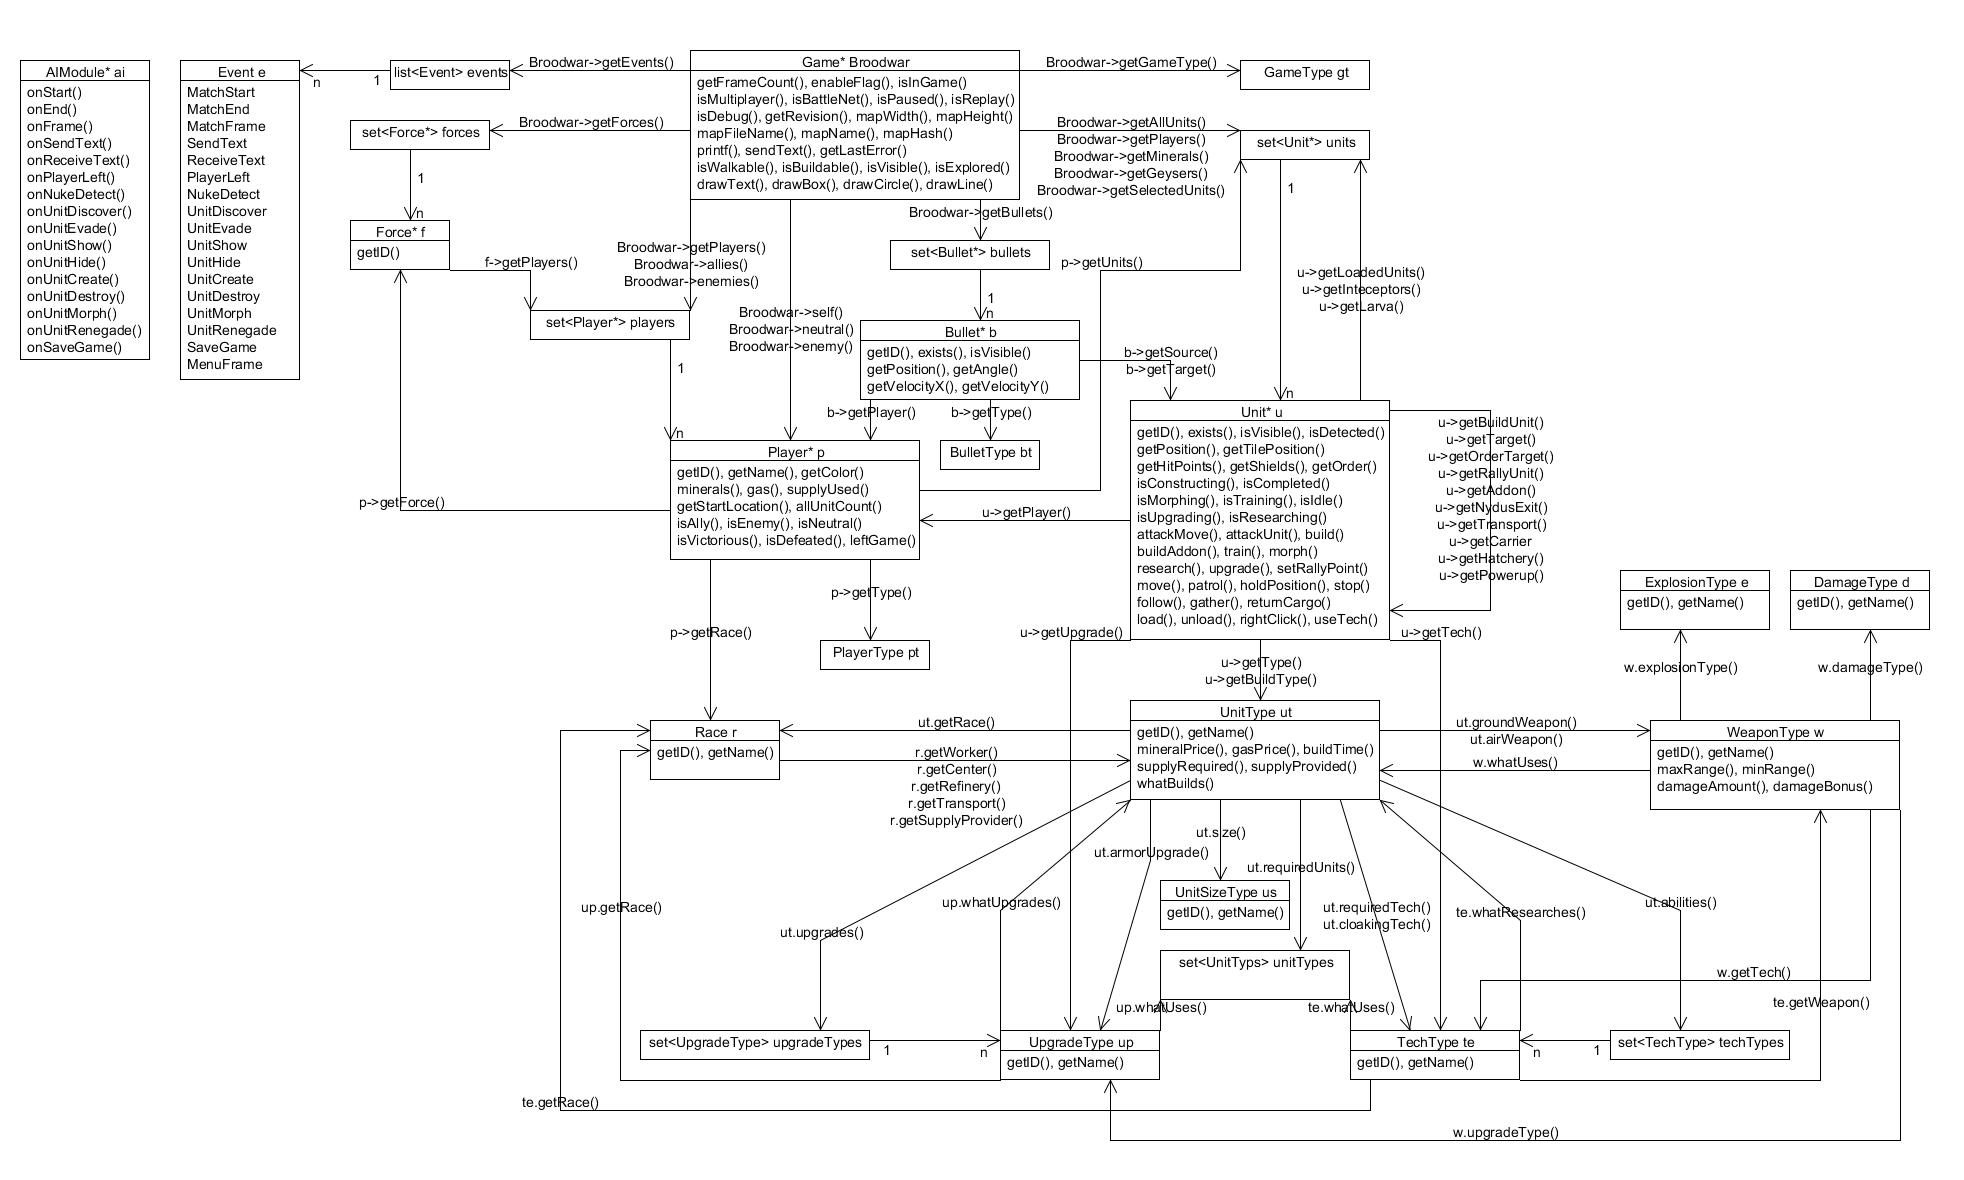 AIModule* ai
onStart()
onEnd()
onFrame()
onSendText()
onReceiveText()
onPlayerLeft()
onNukeDetect()
onUnitDiscover()
onUnitEvade()
onUnitShow()
onUnitHide()
onUnitCreate()
onUnitDestroy()
onUnitMorph()
onUnitRenegade()
onSaveGame()
Event e
MatchStart
MatchEnd
MatchFrame
SendText
ReceiveText
PlayerLeft
NukeDetect
UnitDiscover
UnitEvade
UnitShow
UnitHide
UnitCreate
UnitDestroy
UnitMorph
UnitRenegade
SaveGame
MenuFrame
n
1
list<Event> events
Broodwar->getEvents()
Game* Broodwar
getFrameCount(), enableFlag(), isInGame()
isMultiplayer(), isBattleNet(), isPaused(), isReplay()
isDebug(), getRevision(), mapWidth(), mapHeight()
mapFileName(), mapName(), mapHash()
printf(), sendText(), getLastError()
isWalkable(), isBuildable(), isVisible(), isExplored()
drawText(), drawBox(), drawCircle(), drawLine()
Broodwar->getGameType()
GameType gt
set<Force*> forces
Broodwar->getForces()
Broodwar->getAllUnits()
Broodwar->getPlayers()
Broodwar->getMinerals()
Broodwar->getGeysers()
Broodwar->getSelectedUnits()
set<Unit*> units
1
n
1
n
Force* f
getID()
f->getPlayers()
Broodwar->getPlayers()
Broodwar->allies()
Broodwar->enemies()
set<Player*> players
1
n
Broodwar->self()
Broodwar->neutral()
Broodwar->enemy()
Broodwar->getBullets()
set<Bullet*> bullets
1
n
Bullet* b
getID(), exists(), isVisible()
getPosition(), getAngle()
getVelocityX(), getVelocityY()
p->getUnits()
b->getSource()
b->getTarget()
u->getLoadedUnits()
u->getInteceptors()
u->getLarva()
b->getPlayer()
b->getType()
BulletType bt
Player* p
getID(), getName(), getColor()
minerals(), gas(), supplyUsed()
getStartLocation(), allUnitCount()
isAlly(), isEnemy(), isNeutral()
isVictorious(), isDefeated(), leftGame()
p->getForce()
u->getPlayer()
Unit* u
getID(), exists(), isVisible(), isDetected()
getPosition(), getTilePosition()
getHitPoints(), getShields(), getOrder()
isConstructing(), isCompleted()
isMorphing(), isTraining(), isIdle()
isUpgrading(), isResearching()
attackMove(), attackUnit(), build()
buildAddon(), train(), morph()
research(), upgrade(), setRallyPoint()
move(), patrol(), holdPosition(), stop()
follow(), gather(), returnCargo()
load(), unload(), rightClick(), useTech()
u->getBuildUnit()
u->getTarget()
u->getOrderTarget()
u->getRallyUnit()
u->getAddon()
u->getNydusExit()
u->getTransport()
u->getCarrier
u->getHatchery()
u->getPowerup()
p->getType()
PlayerType pt
p->getRace()
u->getUpgrade()
u->getType()
u->getBuildType()
u->getTech()
ExplosionType e
getID(), getName()
DamageType d
getID(), getName()
w.explosionType()
w.damageType()
Race r
getID(), getName()
ut.getRace()
r.getWorker()
r.getCenter()
r.getRefinery()
r.getTransport()
r.getSupplyProvider()
UnitType ut
getID(), getName()
mineralPrice(), gasPrice(), buildTime()
supplyRequired(), supplyProvided()
whatBuilds()
ut.groundWeapon()
ut.airWeapon()
w.whatUses()
WeaponType w
getID(), getName()
maxRange(), minRange()
damageAmount(), damageBonus()
ut.size()
ut.armorUpgrade()
ut.requiredUnits()
UnitSizeType us
getID(), getName()
up.getRace()
ut.upgrades()
up.whatUpgrades()
ut.requiredTech()
ut.cloakingTech()
te.whatResearches()
ut.abilities()
set<UnitTyps> unitTypes
w.getTech()
te.getWeapon()
up.whatUses()
te.whatUses()
set<UpgradeType> upgradeTypes
1
n
UpgradeType up
getID(), getName()
TechType te
getID(), getName()
n
1
set<TechType> techTypes
te.getRace()
w.upgradeType()